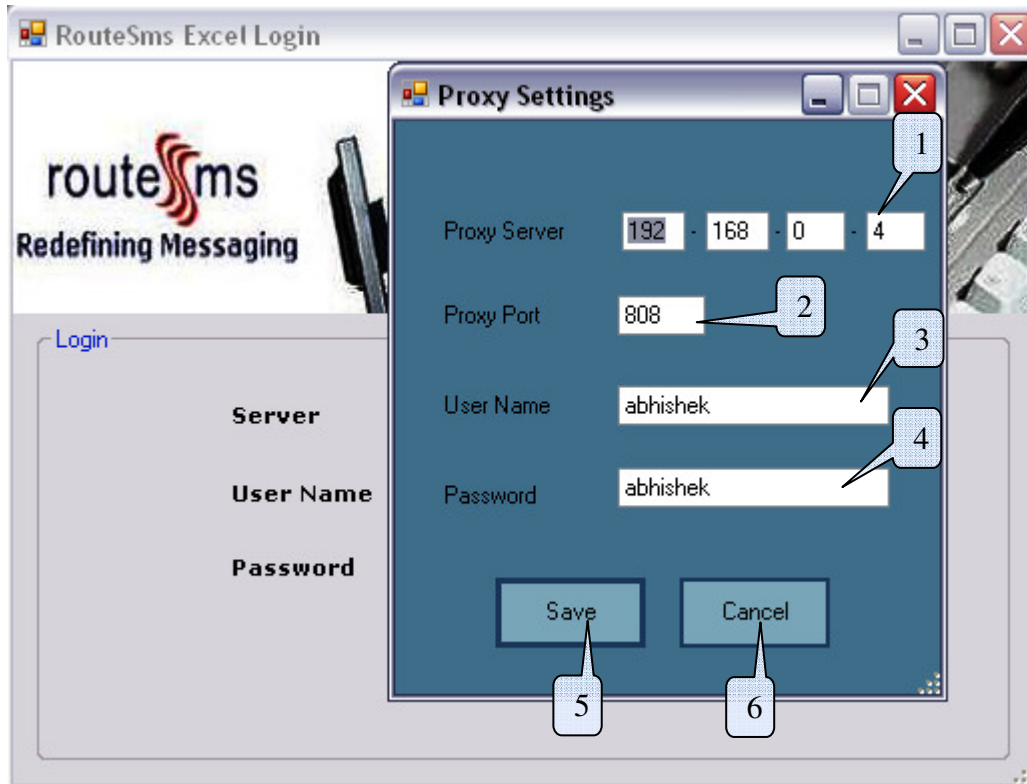 RouteSms Excel Login
routeSms
Redefining Messaging
Proxy Settings
1
Proxy Server 192 - 168 - 0 - 4
Proxy Port 808
2
3
User Name abhishek
4
Password abhishek
Save Cancel
5 6
Login
Server
User Name
Password